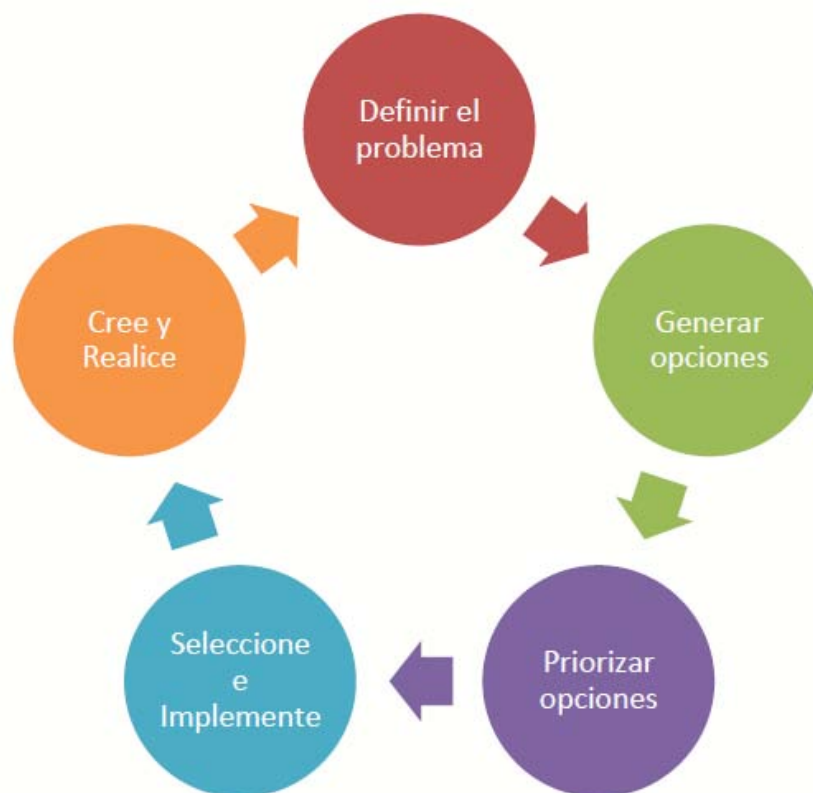 Definir el
problema
Generar
opciones
Priorizar
opciones
Seleccione
e
Implemente
Cree y
Realice